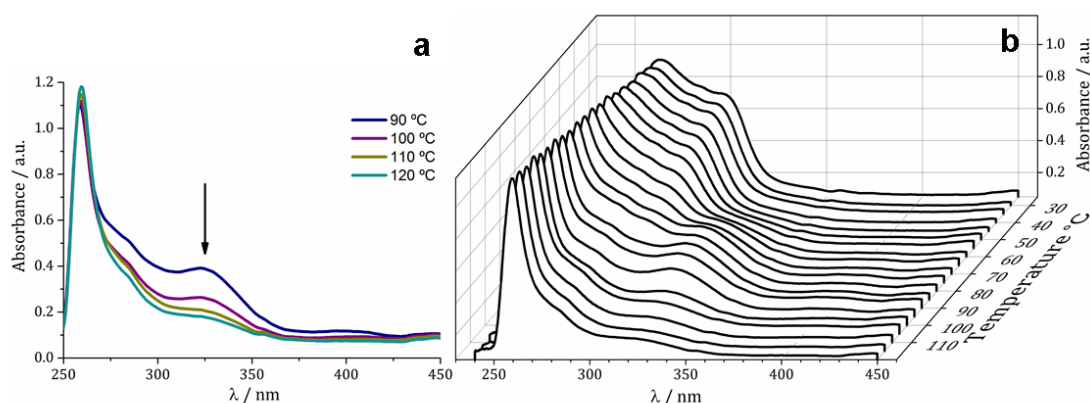 a
1.2
1.0
0.8
0.6
0.4
0.2
0.0
Absorbance / a.u.
90 ºC
100 ºC
110 ºC
120 ºC
250 300 350 400 450
λ / nm
b
1.0
0.8
0.6
0.4
0.2
Absorbance / a.u.
30
40
50
60
70
80
90
100
110
Temperature ºC
250 300 350 400 450
λ / nm